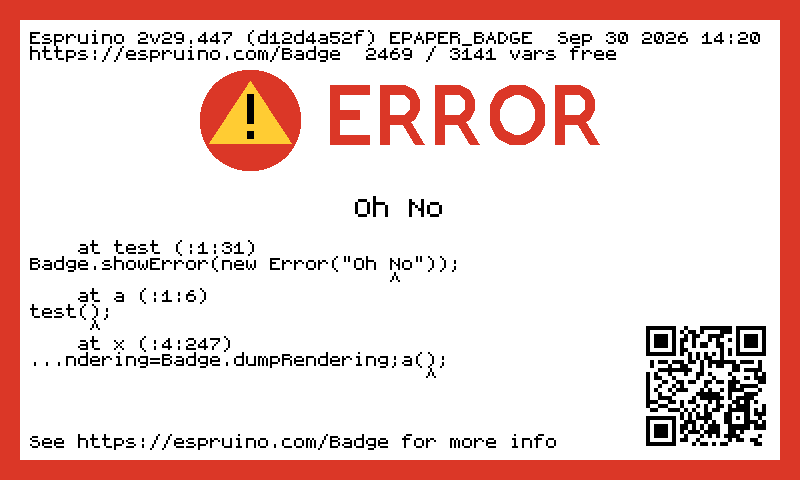 Espruino 2v29.447 (d12d4a52f) EPAPER_BADGE  Sep 30 2026 14:20
https://espruino.com/Badge  2469 / 3141 vars free
! ERROR
Oh No
    at test (:1:31)
Badge.showError(new Error("Oh No"));
                              ^
    at a (:1:6)
test();
     ^
    at x (:4:247)
...ndering=Badge.dumpRendering;a();
                                 ^
See https://espruino.com/Badge for more info